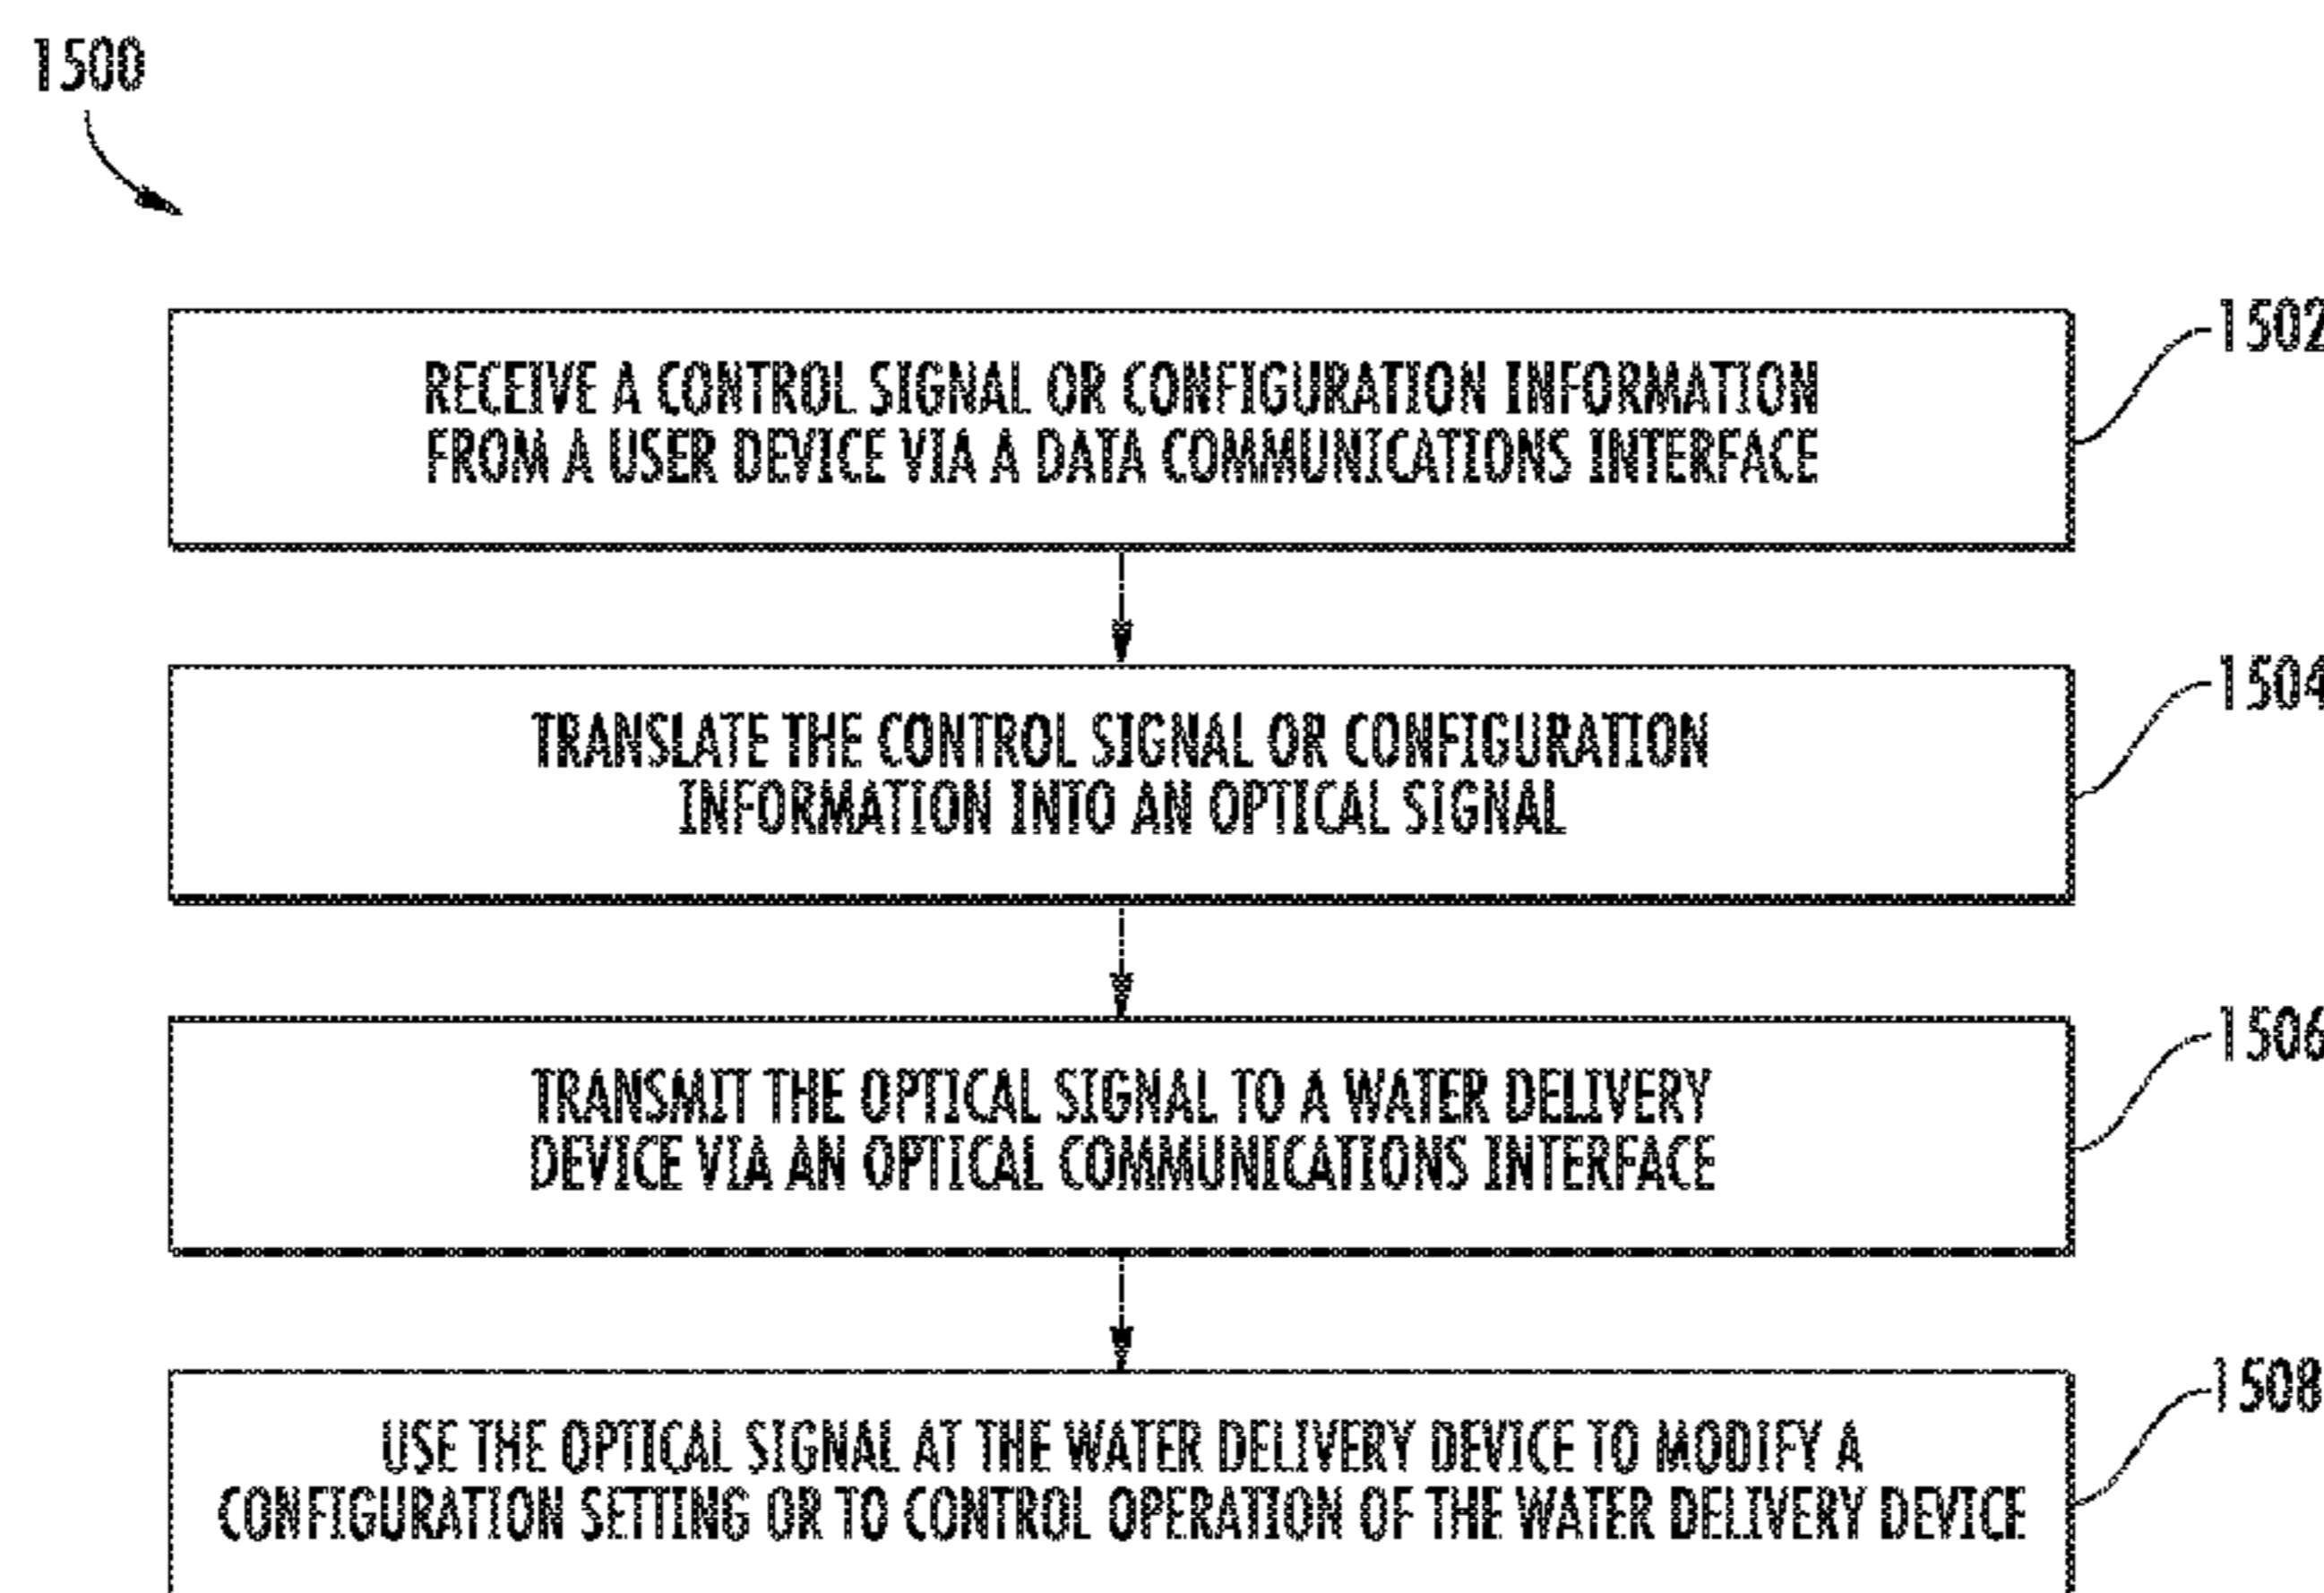 1500
1502
RECEIVE A CONTROL SIGNAL OR CONFIGURATION INFORMATION
FROM A USER DEVICE VIA A DATA COMMUNICATIONS INTERFACE
1504
TRANSLATE THE CONTROL SIGNAL OR CONFIGURATION
INFORMATION INTO AN OPTICAL SIGNAL
1506
TRANSMIT THE OPTICAL SIGNAL TO A WATER DELIVERY
DEVICE VIA AN OPTICAL COMMUNICATIONS INTERFACE
1508
USE THE OPTICAL SIGNAL AT THE WATER DELIVERY DEVICE TO MODIFY A
CONFIGURATION SETTING OR TO CONTROL OPERATION OF THE WATER DELIVERY DEVICE